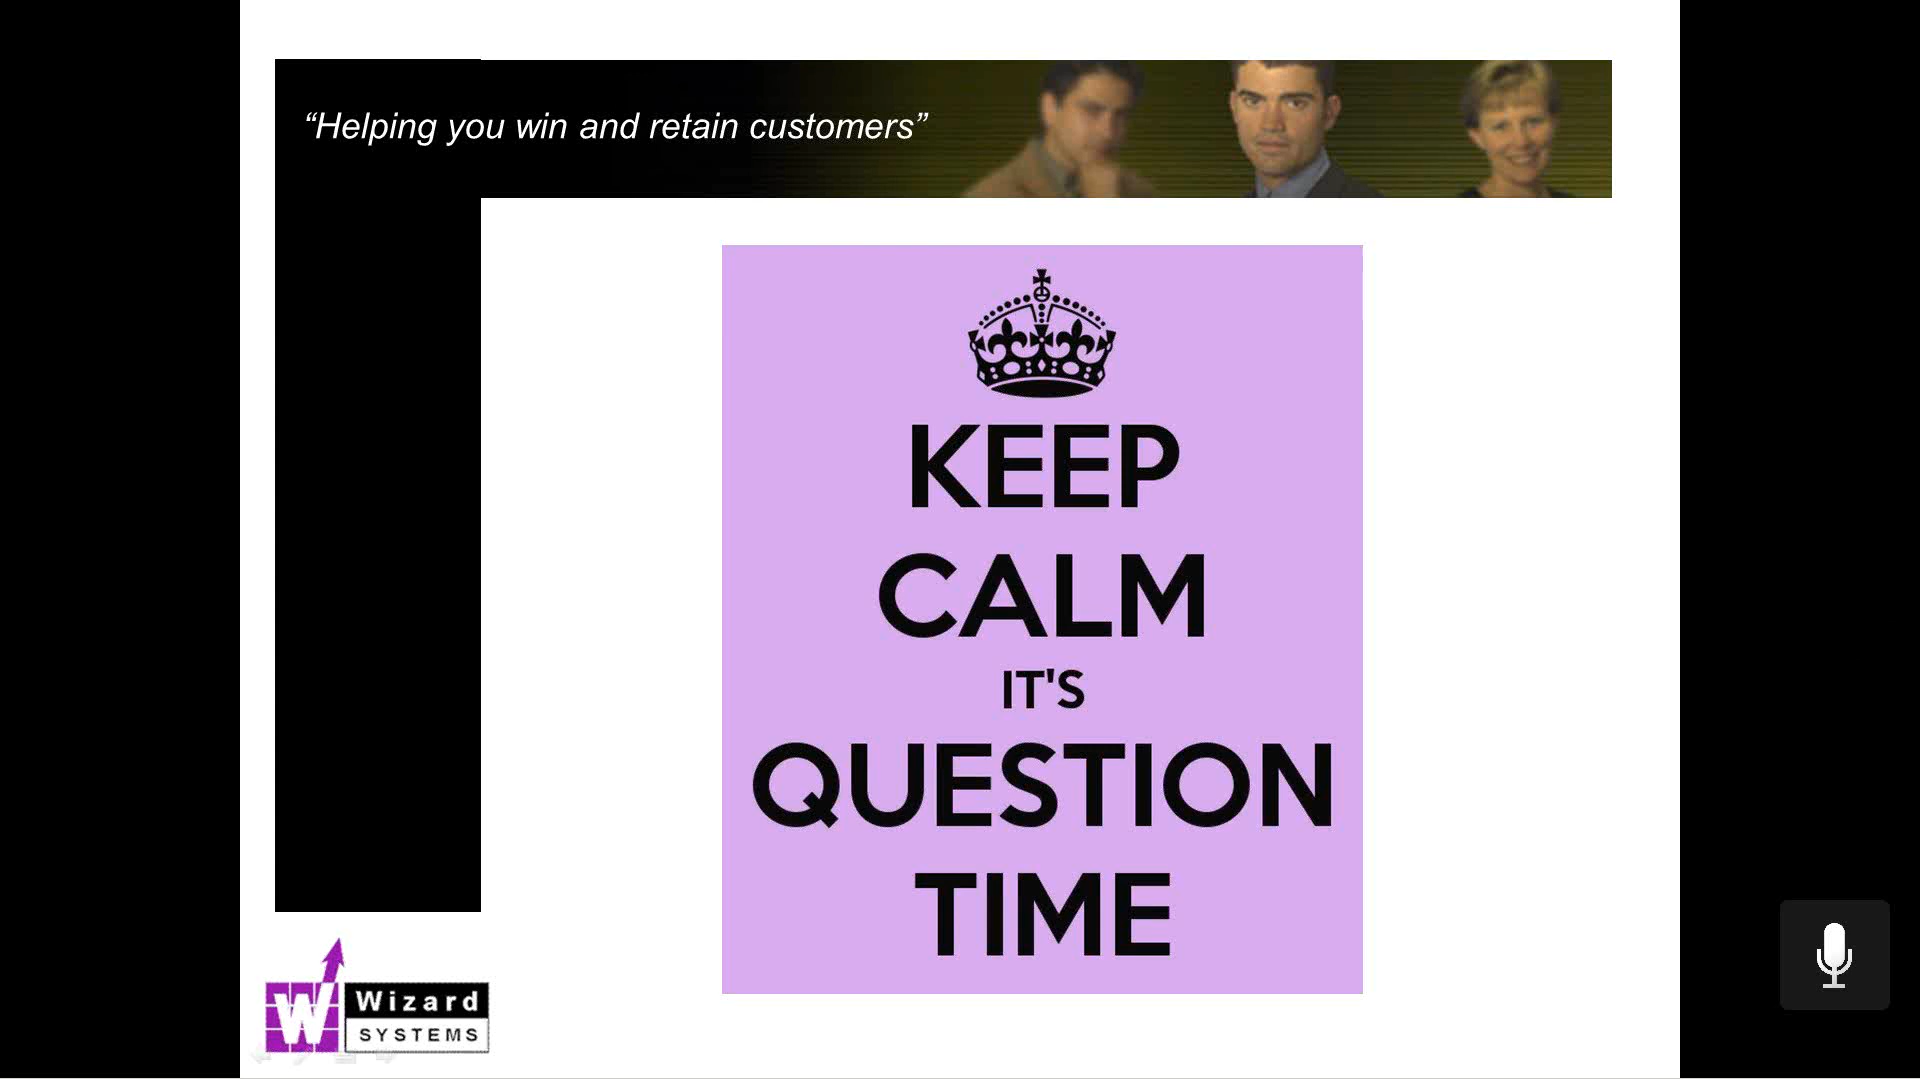 “Helping you win and retain customers”
KEEP
CALM
IT'S
QUESTION
TIME
W Wizard
SYSTEMS